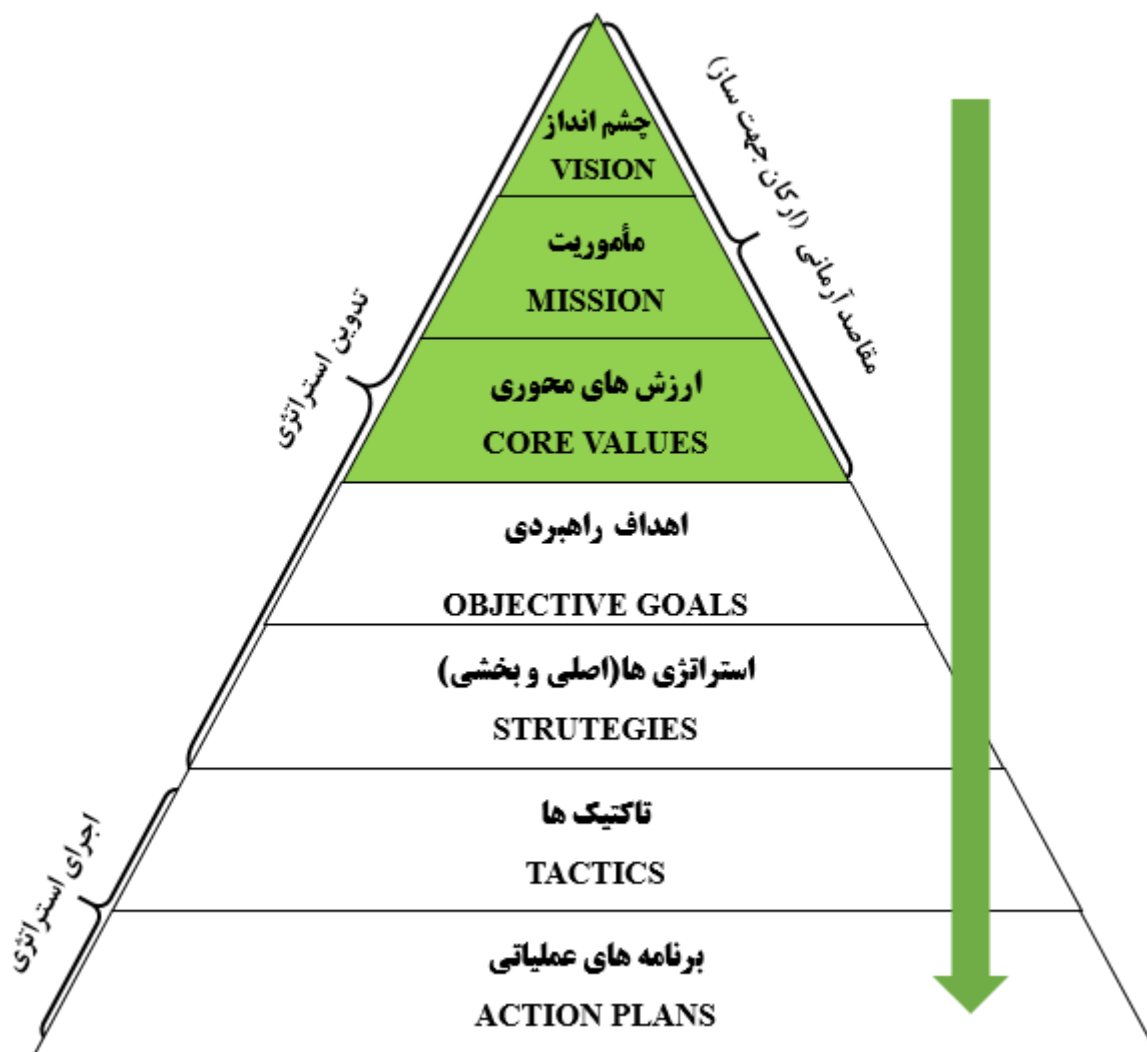 چشم انداز
VISION
مأموریت
MISSION
ارزش های محوری
CORE VALUES
اهداف راهبردی
OBJECTIVE GOALS
استراتژی ها(اصلی و بخشی)
STRUTEGIES
تاکتیک ها
TACTICS
برنامه های عملیاتی
ACTION PLANS
مقاصد آرمانی (ارکان جهت ساز)
تدوین استراتژی
اجرای استراتژی